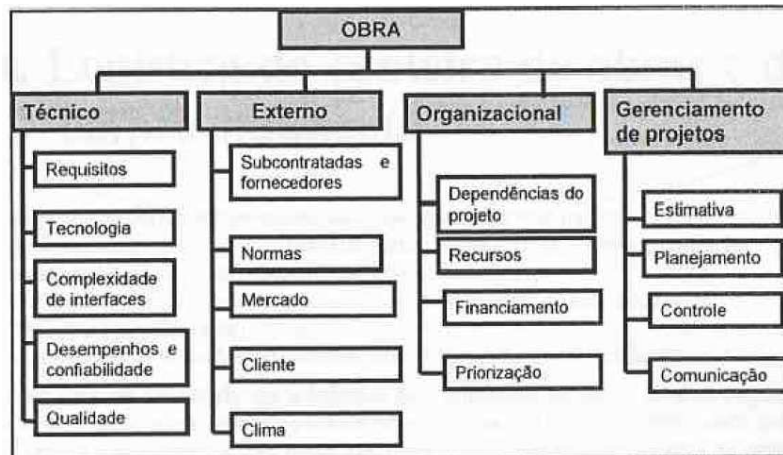 OBRA
Técnico
Requisitos
Tecnologia
Complexidade
de interfaces
Desempenhos e
confiabilidade
Qualidade
Externo
Subcontratadas e
fornecedores
Normas
Mercado
Cliente
Clima
Organizacional
Dependências do
projeto
Recursos
Financiamento
Priorização
Gerenciamento
de projetos
Estimativa
Planejamento
Controle
Comunicação